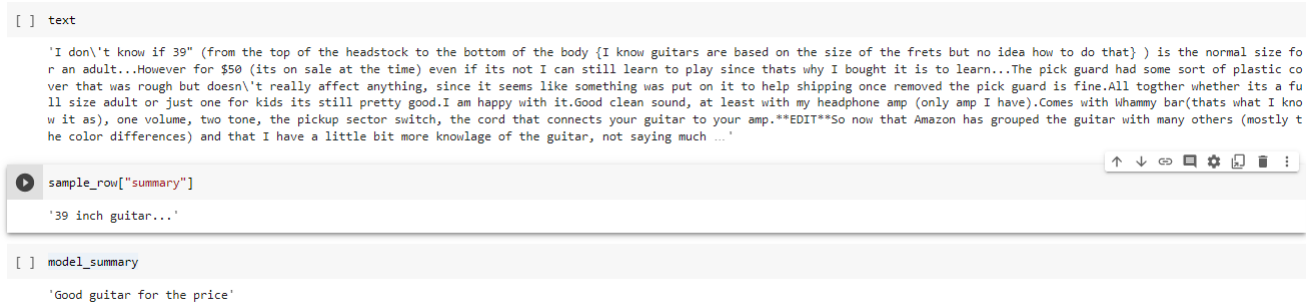 [ ] text
'I don\'t know if 39" (from the top of the headstock to the bottom of the body {I know guitars are based on the size of the frets but no idea how to do that} ) is the normal size fo
r an adult...However for $50 (its on sale at the time) even if its not I can still learn to play since thats why I bought it is to learn...The pick guard had some sort of plastic co
ver that was rough but doesn\'t really affect anything, since it seems like something was put on it to help shipping once removed the pick guard is fine.All togther whether its a fu
ll size adult or just one for kids its still pretty good.I am happy with it.Good clean sound, at least with my headphone amp (only amp I have).Comes with Whammy bar(thats what I kno
w it as), one volume, two tone, the pickup sector switch, the cord that connects your guitar to your amp.**EDIT**So now that Amazon has grouped the guitar with many others (mostly t
he color differences) and that I have a little bit more knowlage of the guitar, not saying much ...'
sample_row["summary"]
'39 inch guitar...'
[ ] model_summary
'Good guitar for the price'